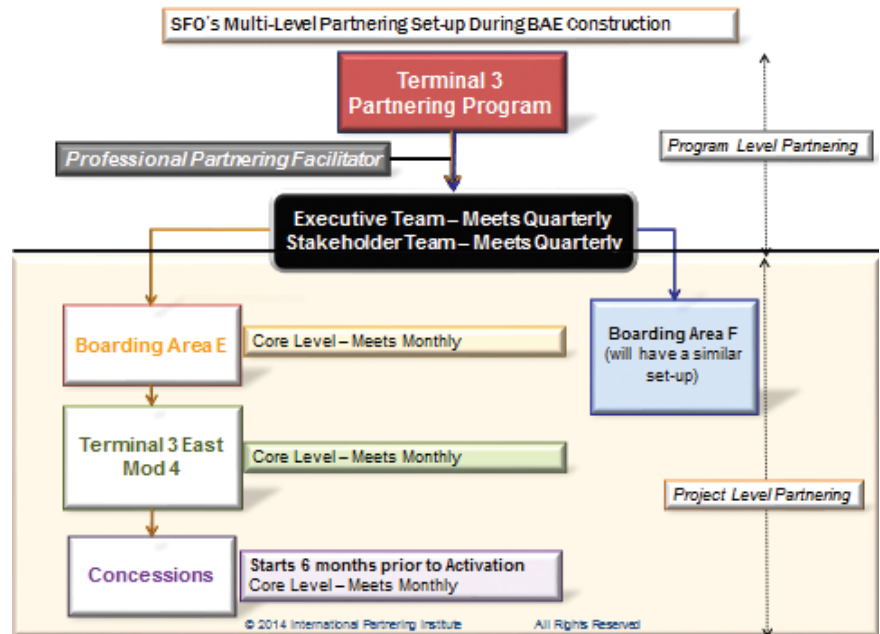 SFO's Multi-Level Partnering Set-up During BAE Construction
Terminal 3
Partnering Program
Professional Partnering Facilitator
Program Level Partnering
Executive Team – Meets Quarterly
Stakeholder Team – Meets Quarterly
Boarding Area E
Core Level – Meets Monthly
Boarding Area F
(will have a similar
set-up)
Terminal 3 East
Mod 4
Core Level – Meets Monthly
Project Level Partnering
Concessions
Starts 6 months prior to Activation
Core Level – Meets Monthly
© 2014 International Partnering Institute All Rights Reserved